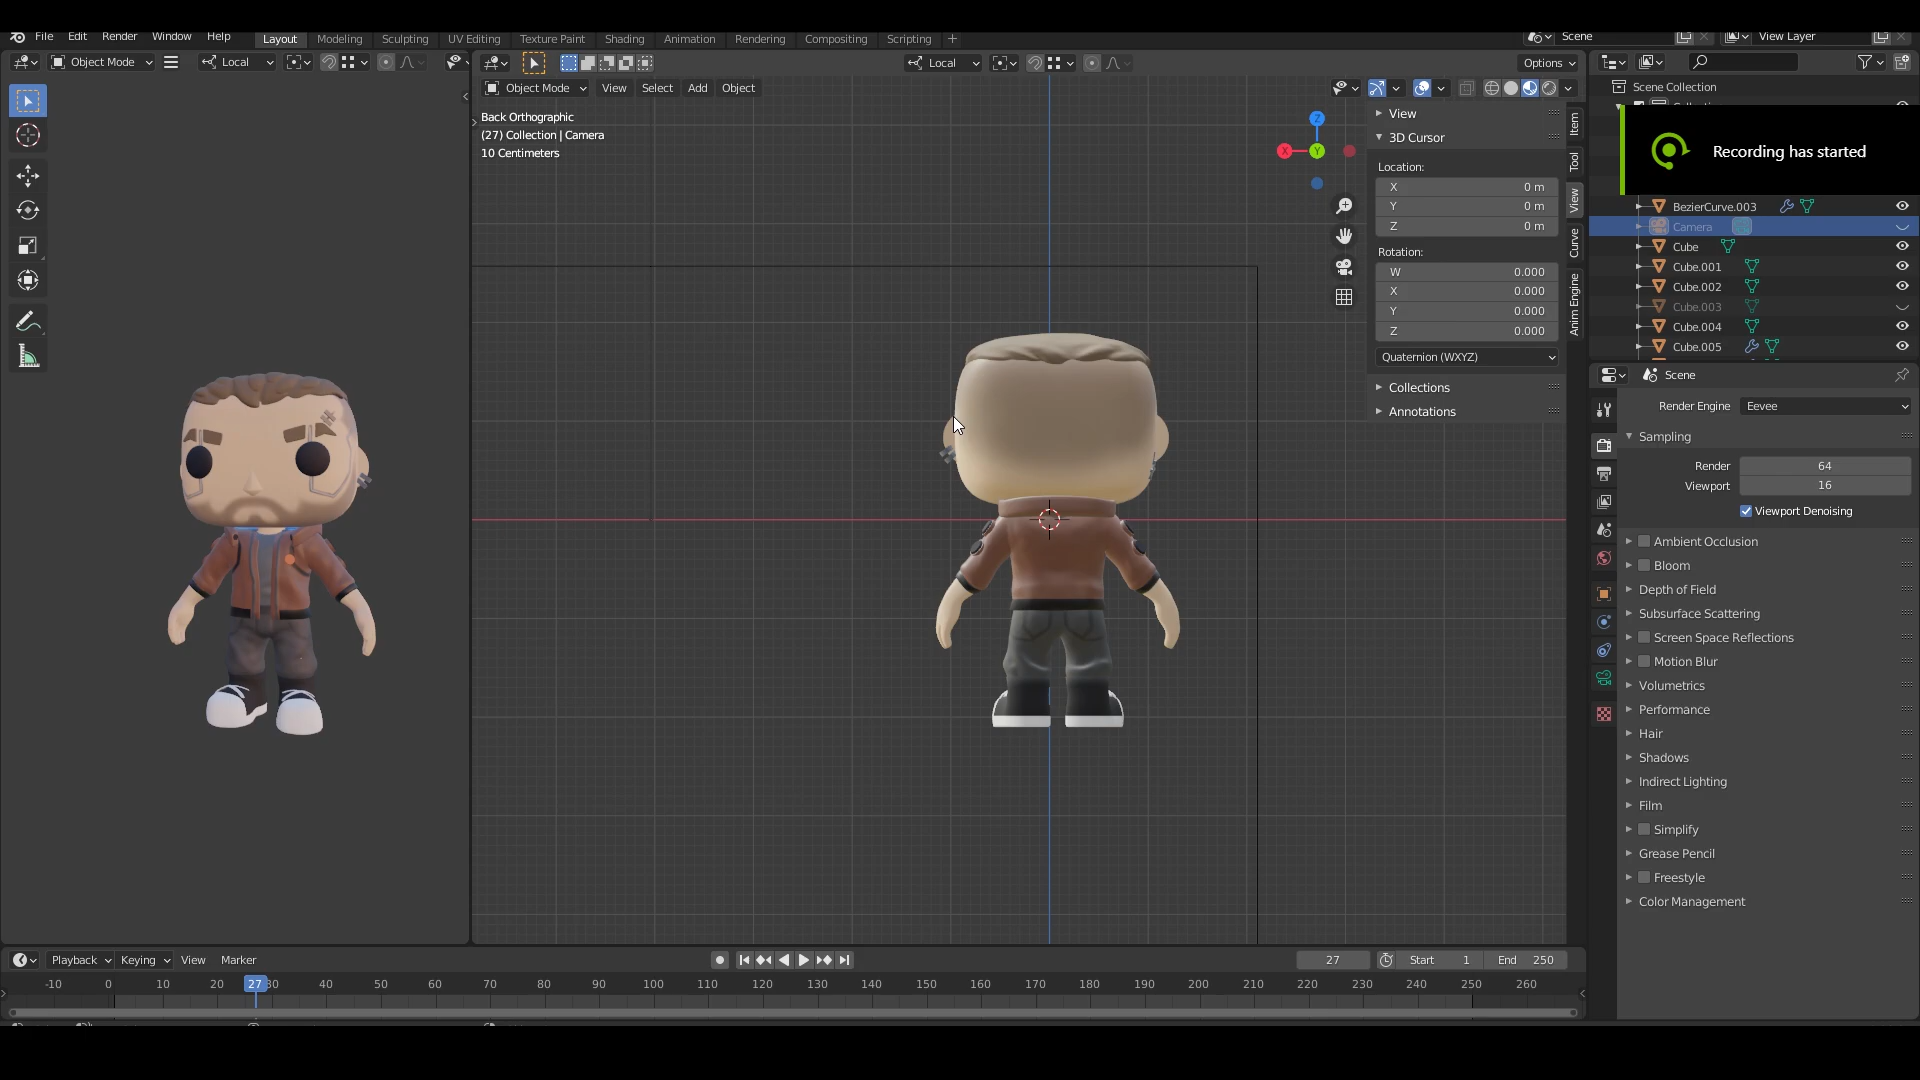 File Edit Render Window Help Layout Modeling Sculpting UV Editing Texture Paint Shading Animation Rendering Compositing Scripting + Scene View Layer
Object Mode Local Local Options
Object Mode View Select Add Object
Scene Collection
Back Orthographic
(27) Collection | Camera
10 Centimeters
Z
X
Y
View
3D Cursor
Location:
X 0 m
Y 0 m
Z 0 m
Rotation:
W 0.000
X 0.000
Y 0.000
Z 0.000
Quaternion (WXYZ)
Collections
Annotations
Item
Tool
View
Curve
Anim Engine
Recording has started
BezierCurve.003
Camera
Cube
Cube.001
Cube.002
Cube.003
Cube.004
Cube.005
Scene
Render Engine Eevee
Sampling
Render 64
Viewport 16
Viewport Denoising
Ambient Occlusion
Bloom
Depth of Field
Subsurface Scattering
Screen Space Reflections
Motion Blur
Volumetrics
Performance
Hair
Shadows
Indirect Lighting
Film
Simplify
Grease Pencil
Freestyle
Color Management
Playback Keying View Marker 27 Start 1 End 250
-10 0 10 20 27 30 40 50 60 70 80 90 100 110 120 130 140 150 160 170 180 190 200 210 220 230 240 250 260